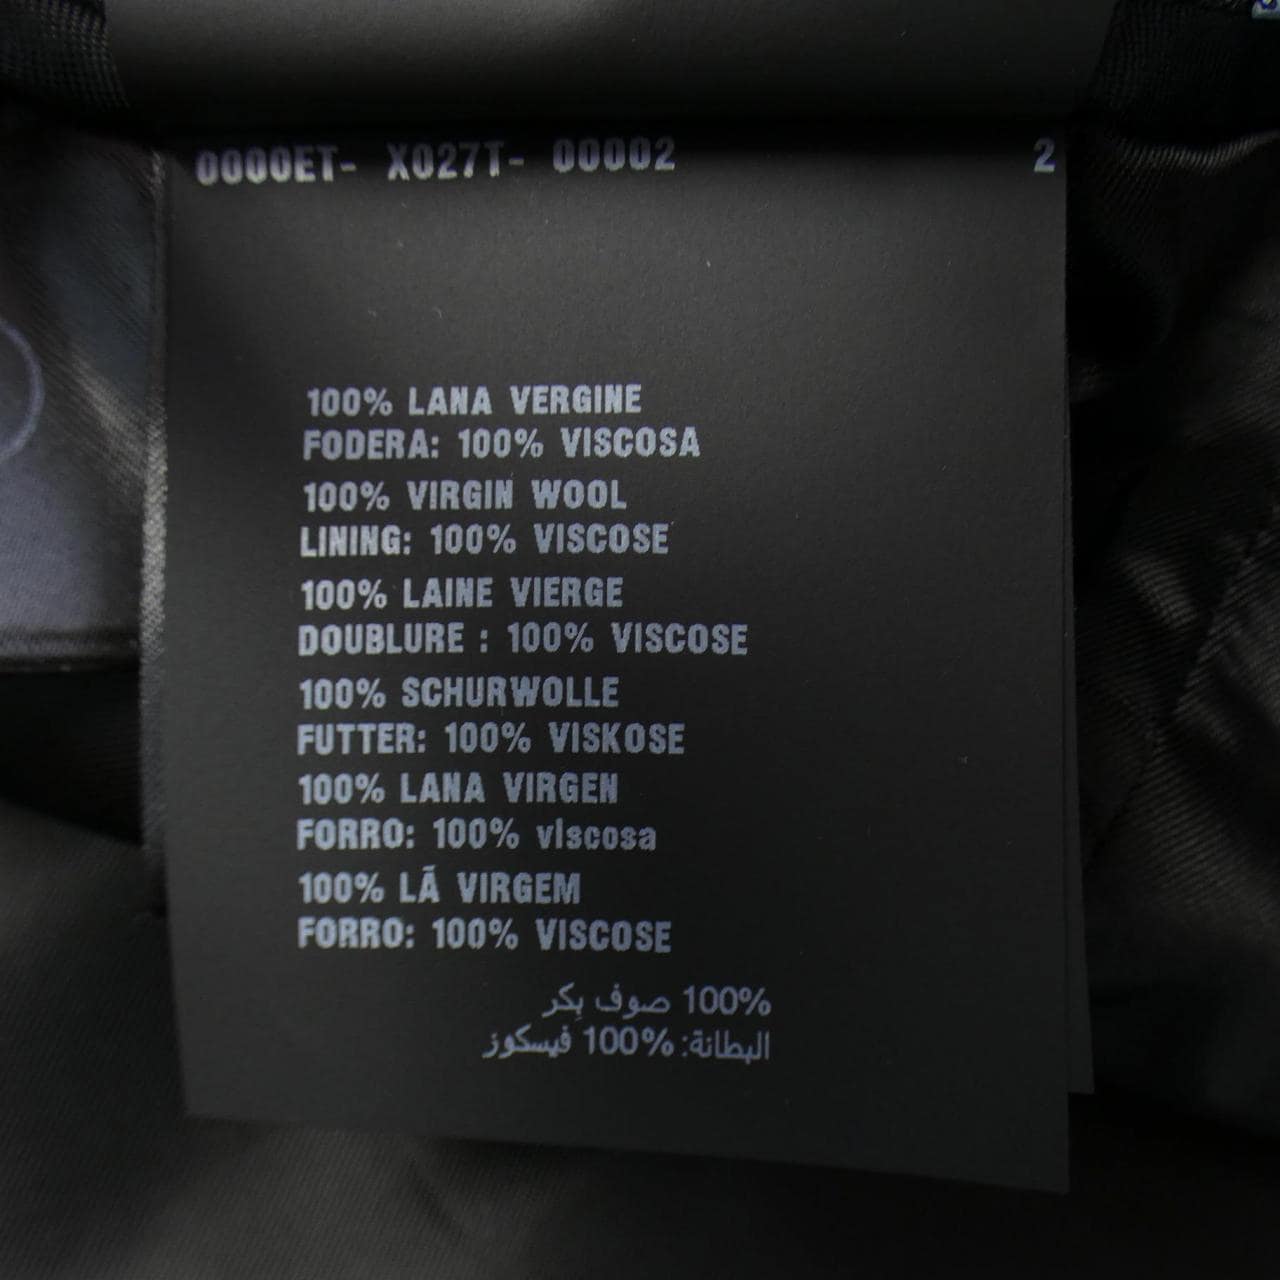 0000ET- X027T- 00002 2
100% LANA VERGINE
FODERA: 100% VISCOSA
100% VIRGIN WOOL
LINING: 100% VISCOSE
100% LAINE VIERGE
DOUBLURE : 100% VISCOSE
100% SCHURWOLLE
FUTTER: 100% VISKOSE
100% LANA VIRGEN
FORRO: 100% viscosa
100% LÃ VIRGEM
FORRO: 100% VISCOSE
100% صوف بكر
البطانة: 100% فيسكوز